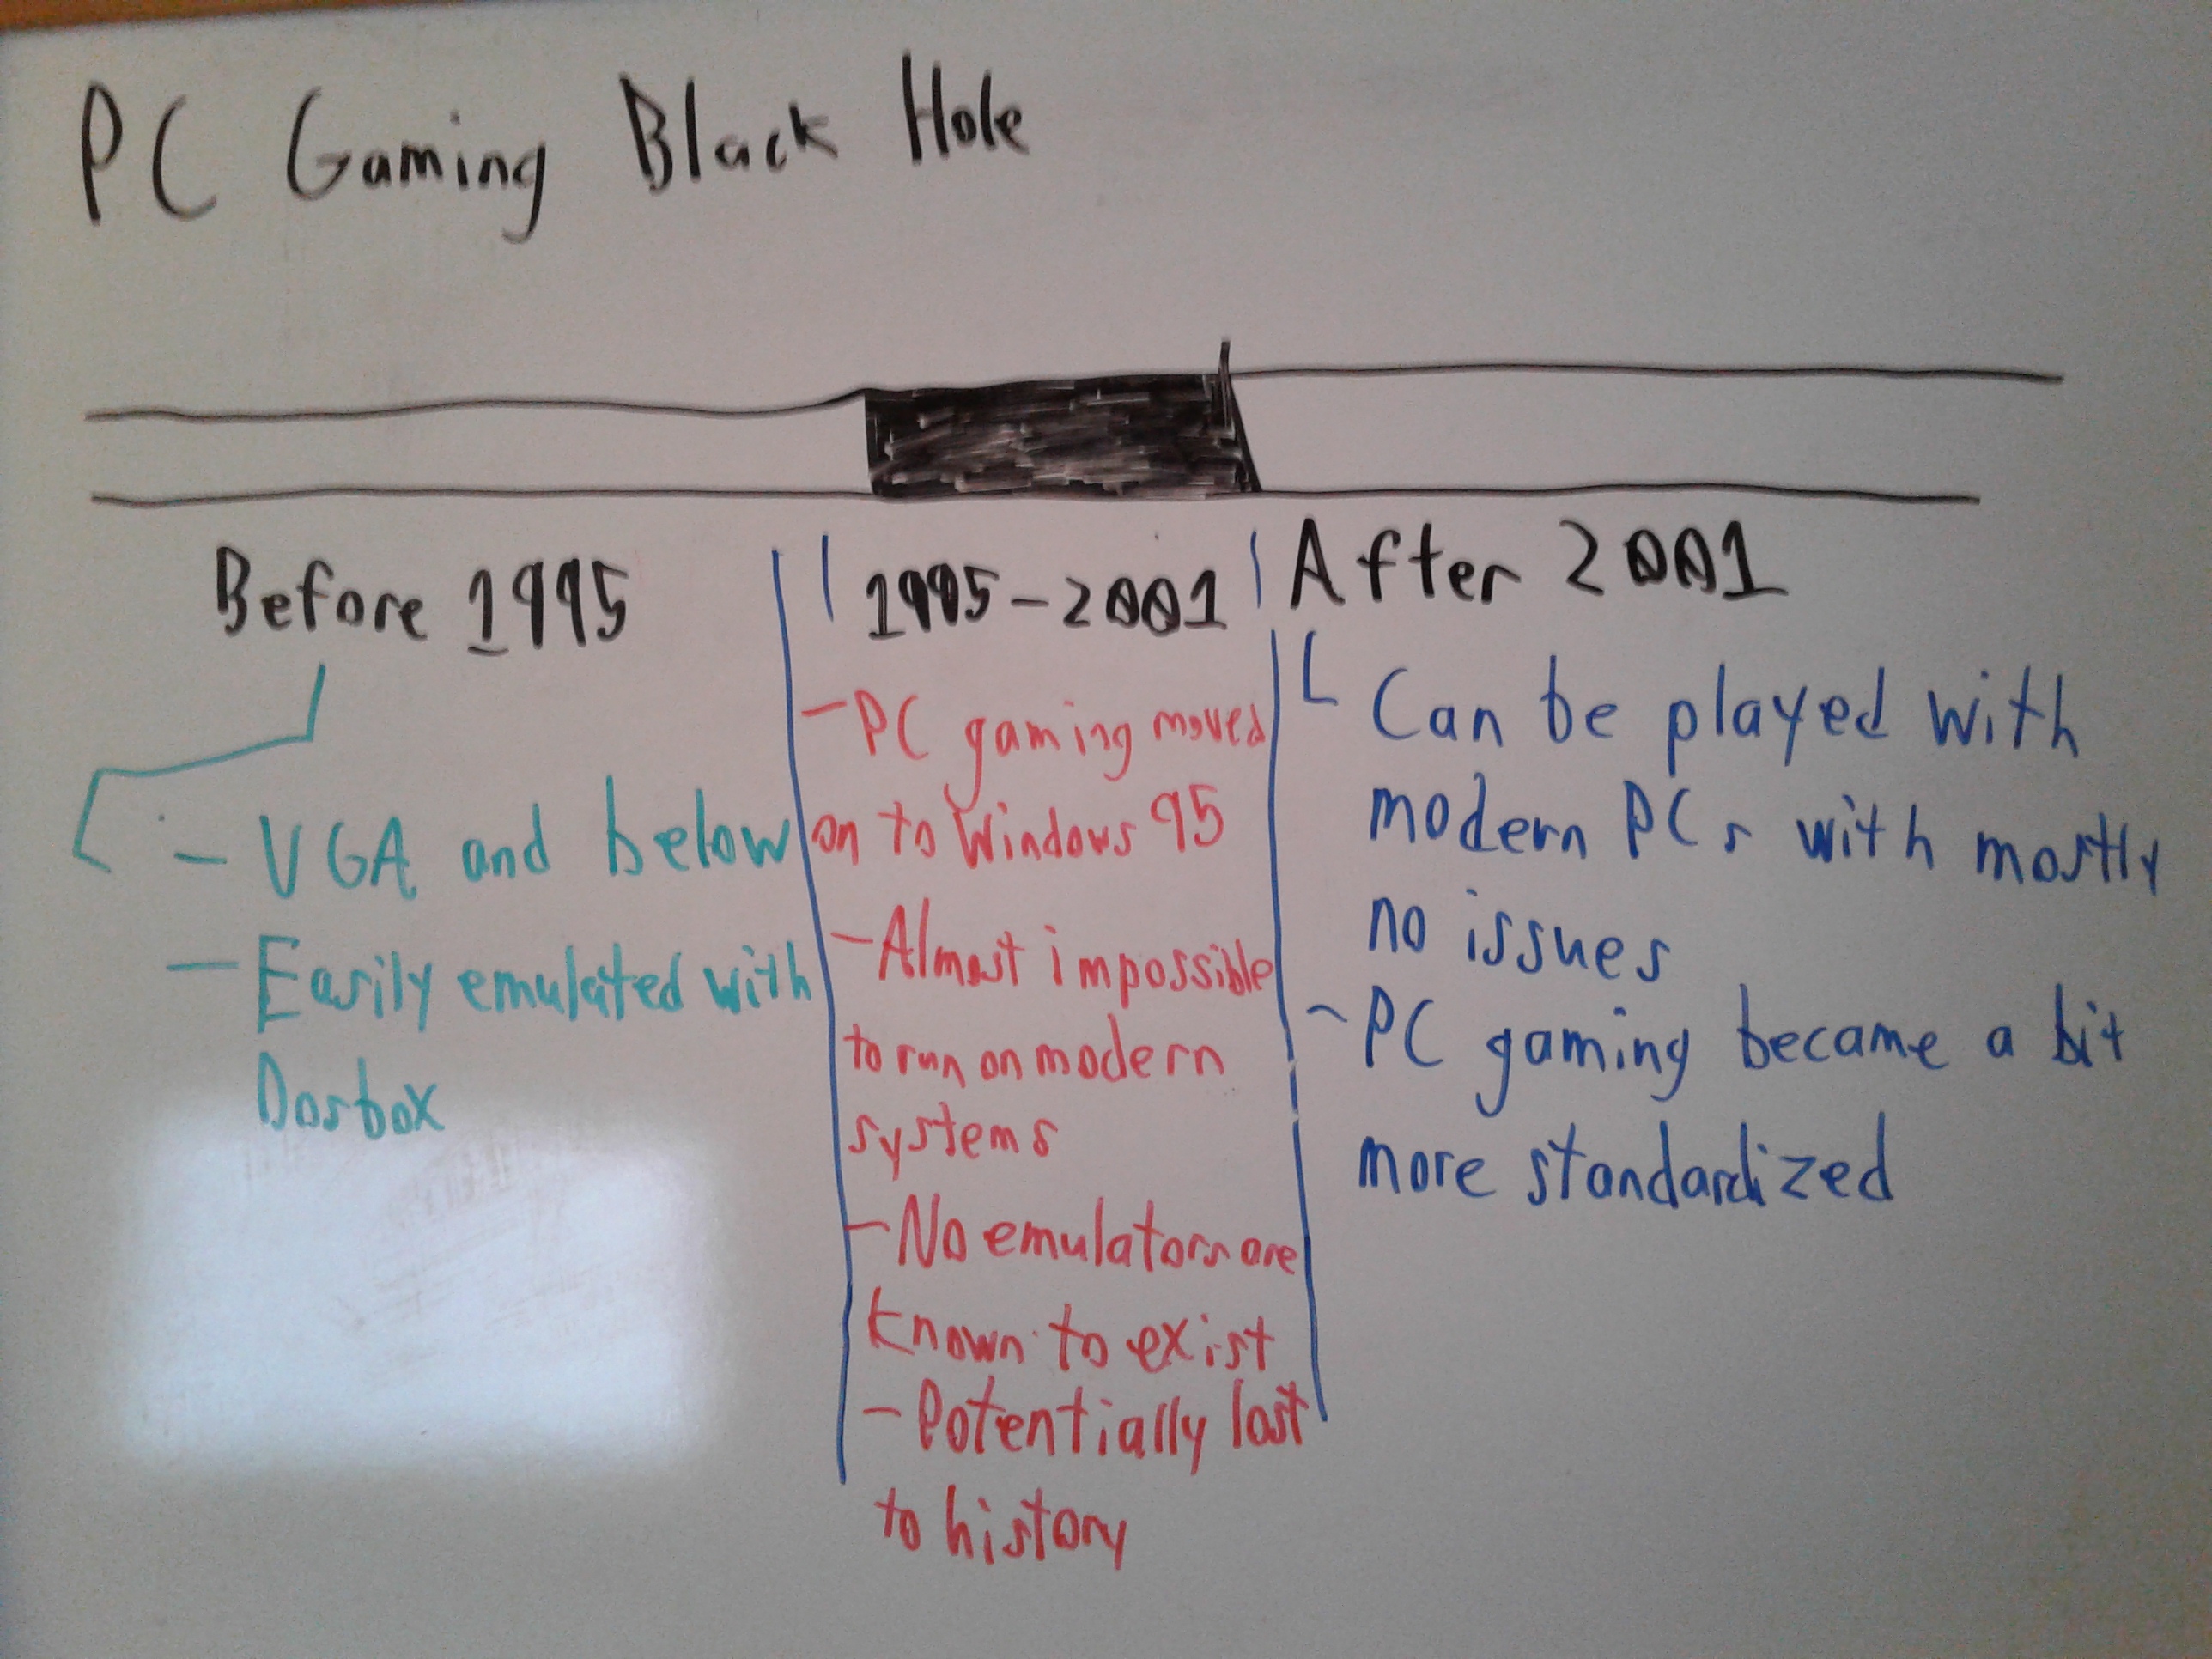 PC Gaming Black Hole
Before 1995
- VGA and below
- Easily emulated with
Dosbox
1995-2001
- PC gaming moved
on to Windows 95
- Almost impossible
to run on modern
systems
- No emulators are
known to exist
- Potentially lost
to history
After 2001
Can be played with
modern PCs with mostly
no issues
- PC gaming became a bit
more standardized